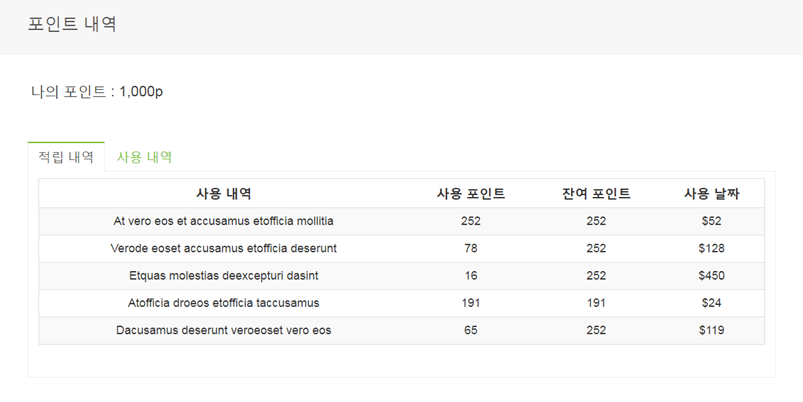 포인트 내역
나의 포인트 : 1,000p
적립 내역 사용 내역
사용 내역 사용 포인트 잔여 포인트 사용 날짜
At vero eos et accusamus etofficia mollitia 252 252 $52
Verode eoset accusamus etofficia deserunt 78 252 $128
Etquas molestias deexcepturi dasint 16 252 $450
Atofficia droeos etofficia taccusamus 191 191 $24
Dacusamus deserunt veroeoset vero eos 65 252 $119